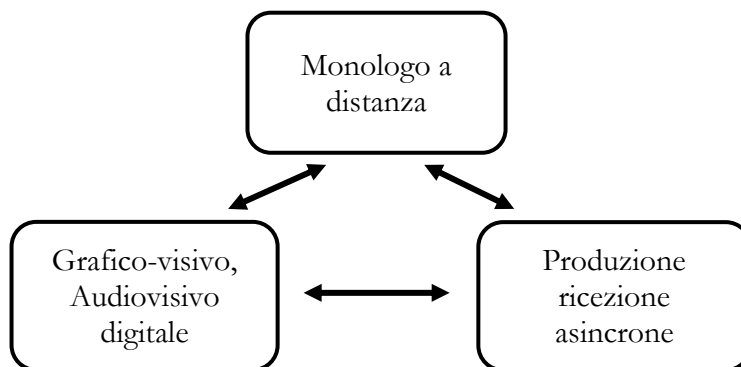 Monologo a
distanza
Grafico-visivo,
Audiovisivo
digitale
Produzione
ricezione
asincrone